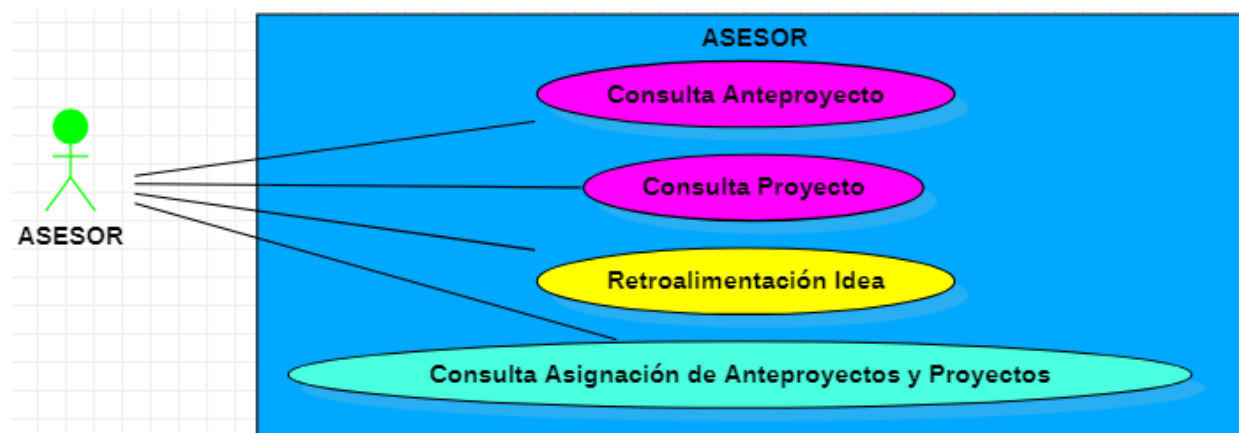 ASESOR
Consulta Anteproyecto
Consulta Proyecto
ASESOR
Retroalimentación Idea
Consulta Asignación de Anteproyectos y Proyectos